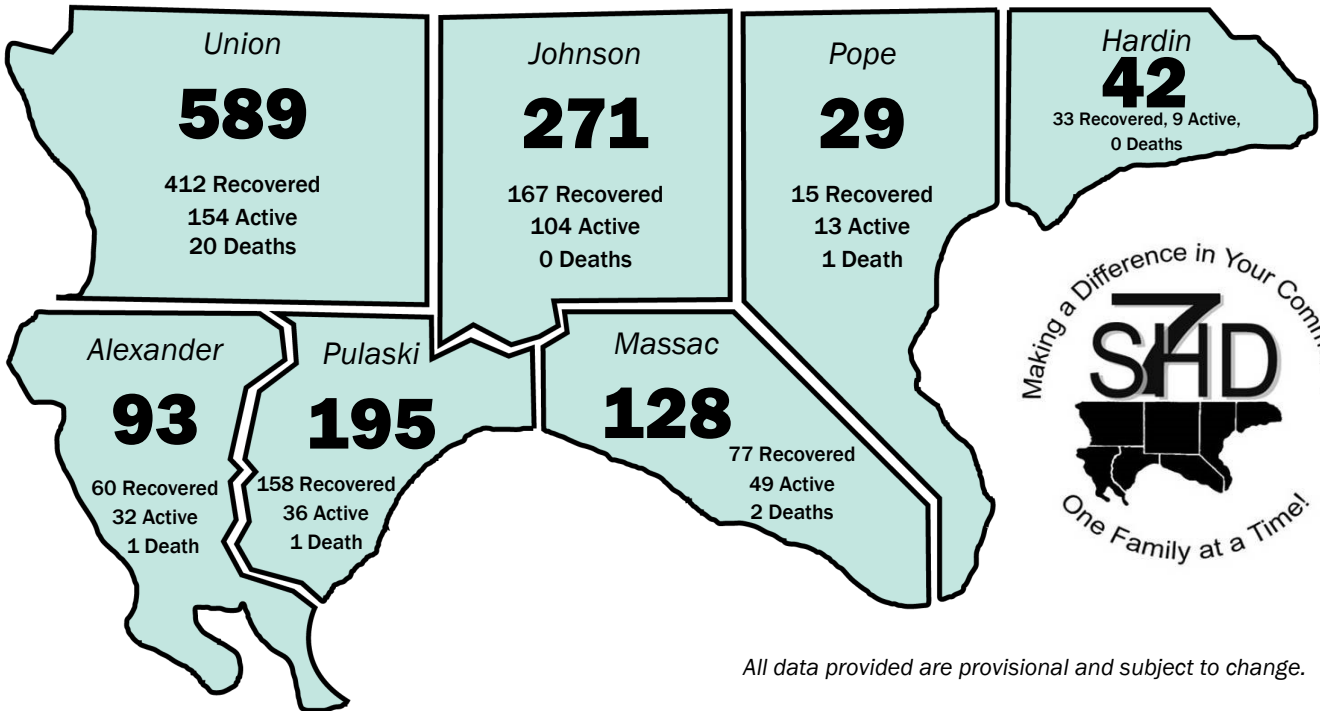 Union
589
412 Recovered
154 Active
20 Deaths
Johnson
271
167 Recovered
104 Active
0 Deaths
Pope
29
15 Recovered
13 Active
1 Death
Hardin
42
33 Recovered, 9 Active,
0 Deaths
Alexander
93
60 Recovered
32 Active
1 Death
Pulaski
195
158 Recovered
36 Active
1 Death
Massac
128
77 Recovered
49 Active
2 Deaths
Making a Difference in Your
S7HD
One Family at a Time!
All data provided are provisional and subject to change.